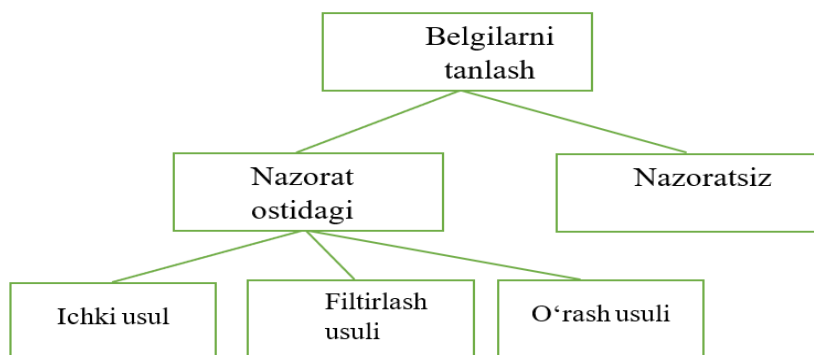 Belgilarni
tanlash
Nazorat
ostidagi
Nazoratsiz
Ichki usul
Filtirlash
usuli
O‘rash usuli